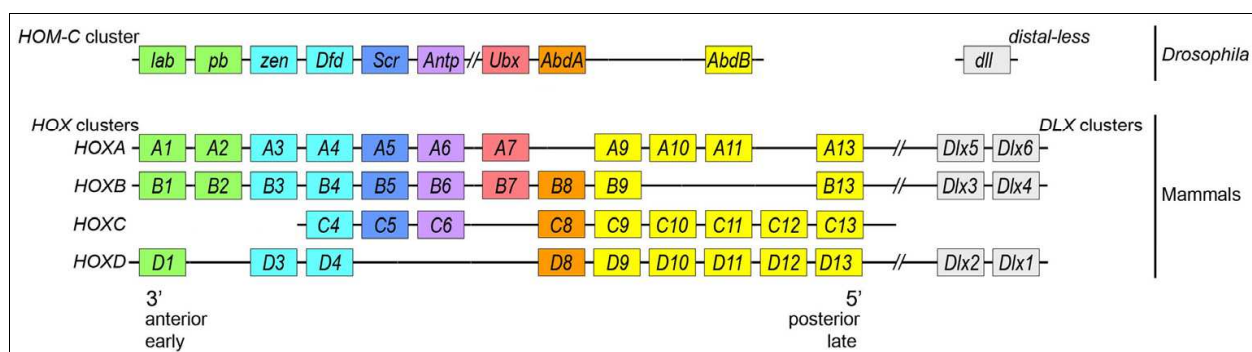 HOM-C cluster
lab pb zen Dfd Scr Antp // Ubx AbdA AbdB
distal-less
dll
Drosophila
HOX clusters
DLX clusters
HOXA A1 A2 A3 A4 A5 A6 A7 A9 A10 A11 A13 // Dlx5 Dlx6
HOXB B1 B2 B3 B4 B5 B6 B7 B8 B9 B13 // Dlx3 Dlx4
HOXC C4 C5 C6 C8 C9 C10 C11 C12 C13
HOXD D1 D3 D4 D8 D9 D10 D11 D12 D13 // Dlx2 Dlx1
Mammals
3' 5'
anterior posterior
early late